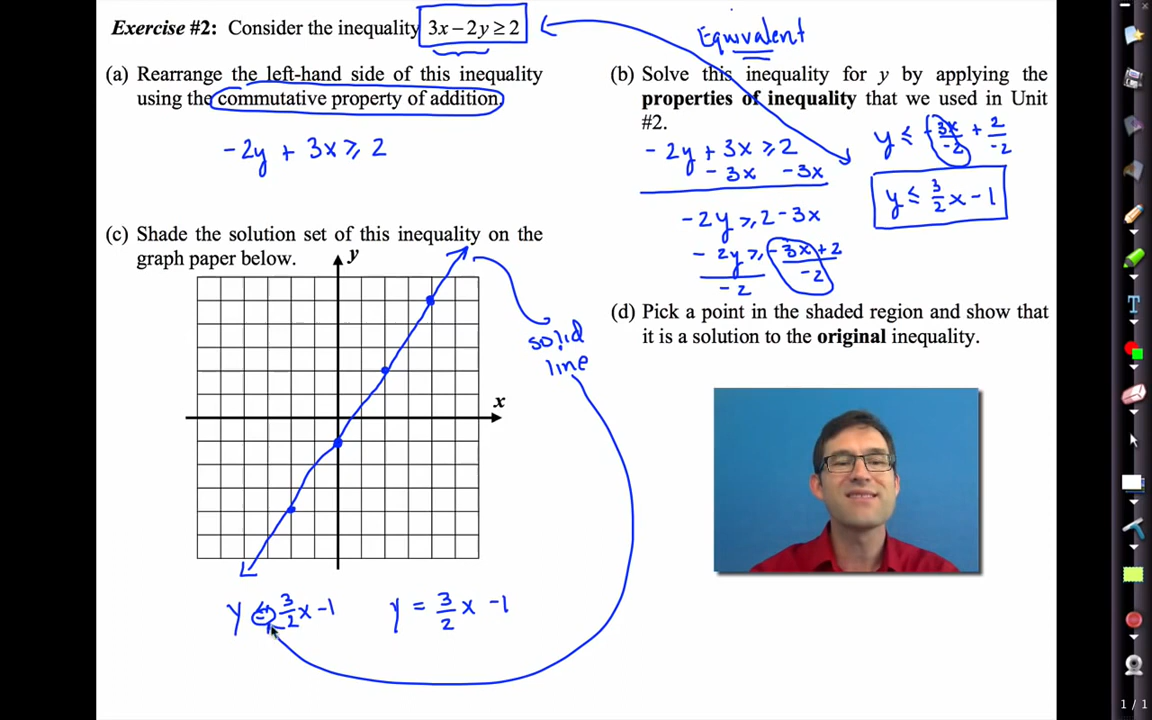 Exercise #2: Consider the inequality 3x – 2y ≥ 2
Equivalent
(a) Rearrange the left-hand side of this inequality
using the commutative property of addition.
-2y + 3x ≥ 2
(b) Solve this inequality for y by applying the
properties of inequality that we used in Unit
#2.
-2y + 3x ≥ 2
-3x -3x
-2y ≥ 2 - 3x
-2y ≥ -3x + 2
-2 -2
y ≤ -3x/-2 + 2/-2
y ≤ 3/2 x - 1
(c) Shade the solution set of this inequality on the
graph paper below.
y
x
solid
line
y ≤ 3/2 x - 1 y = 3/2 x - 1
(d) Pick a point in the shaded region and show that
it is a solution to the original inequality.
T
1 / 1